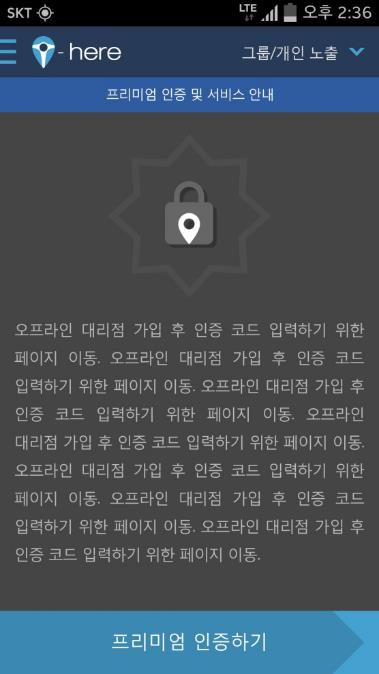 SKT LTE 오후 2:36
- here 그룹/개인 노출
프리미엄 인증 및 서비스 안내
오프라인 대리점 가입 후 인증 코드 입력하기 위한
페이지 이동. 오프라인 대리점 가입 후 인증 코드
입력하기 위한 페이지 이동. 오프라인 대리점 가입 후
인증 코드 입력하기 위한 페이지 이동. 오프라인
대리점 가입 후 인증 코드 입력하기 위한 페이지 이동.
오프라인 대리점 가입 후 인증 코드 입력하기 위한
페이지 이동. 오프라인 대리점 가입 후 인증 코드
입력하기 위한 페이지 이동. 오프라인 대리점 가입 후
인증 코드 입력하기 위한 페이지 이동.
프리미엄 인증하기